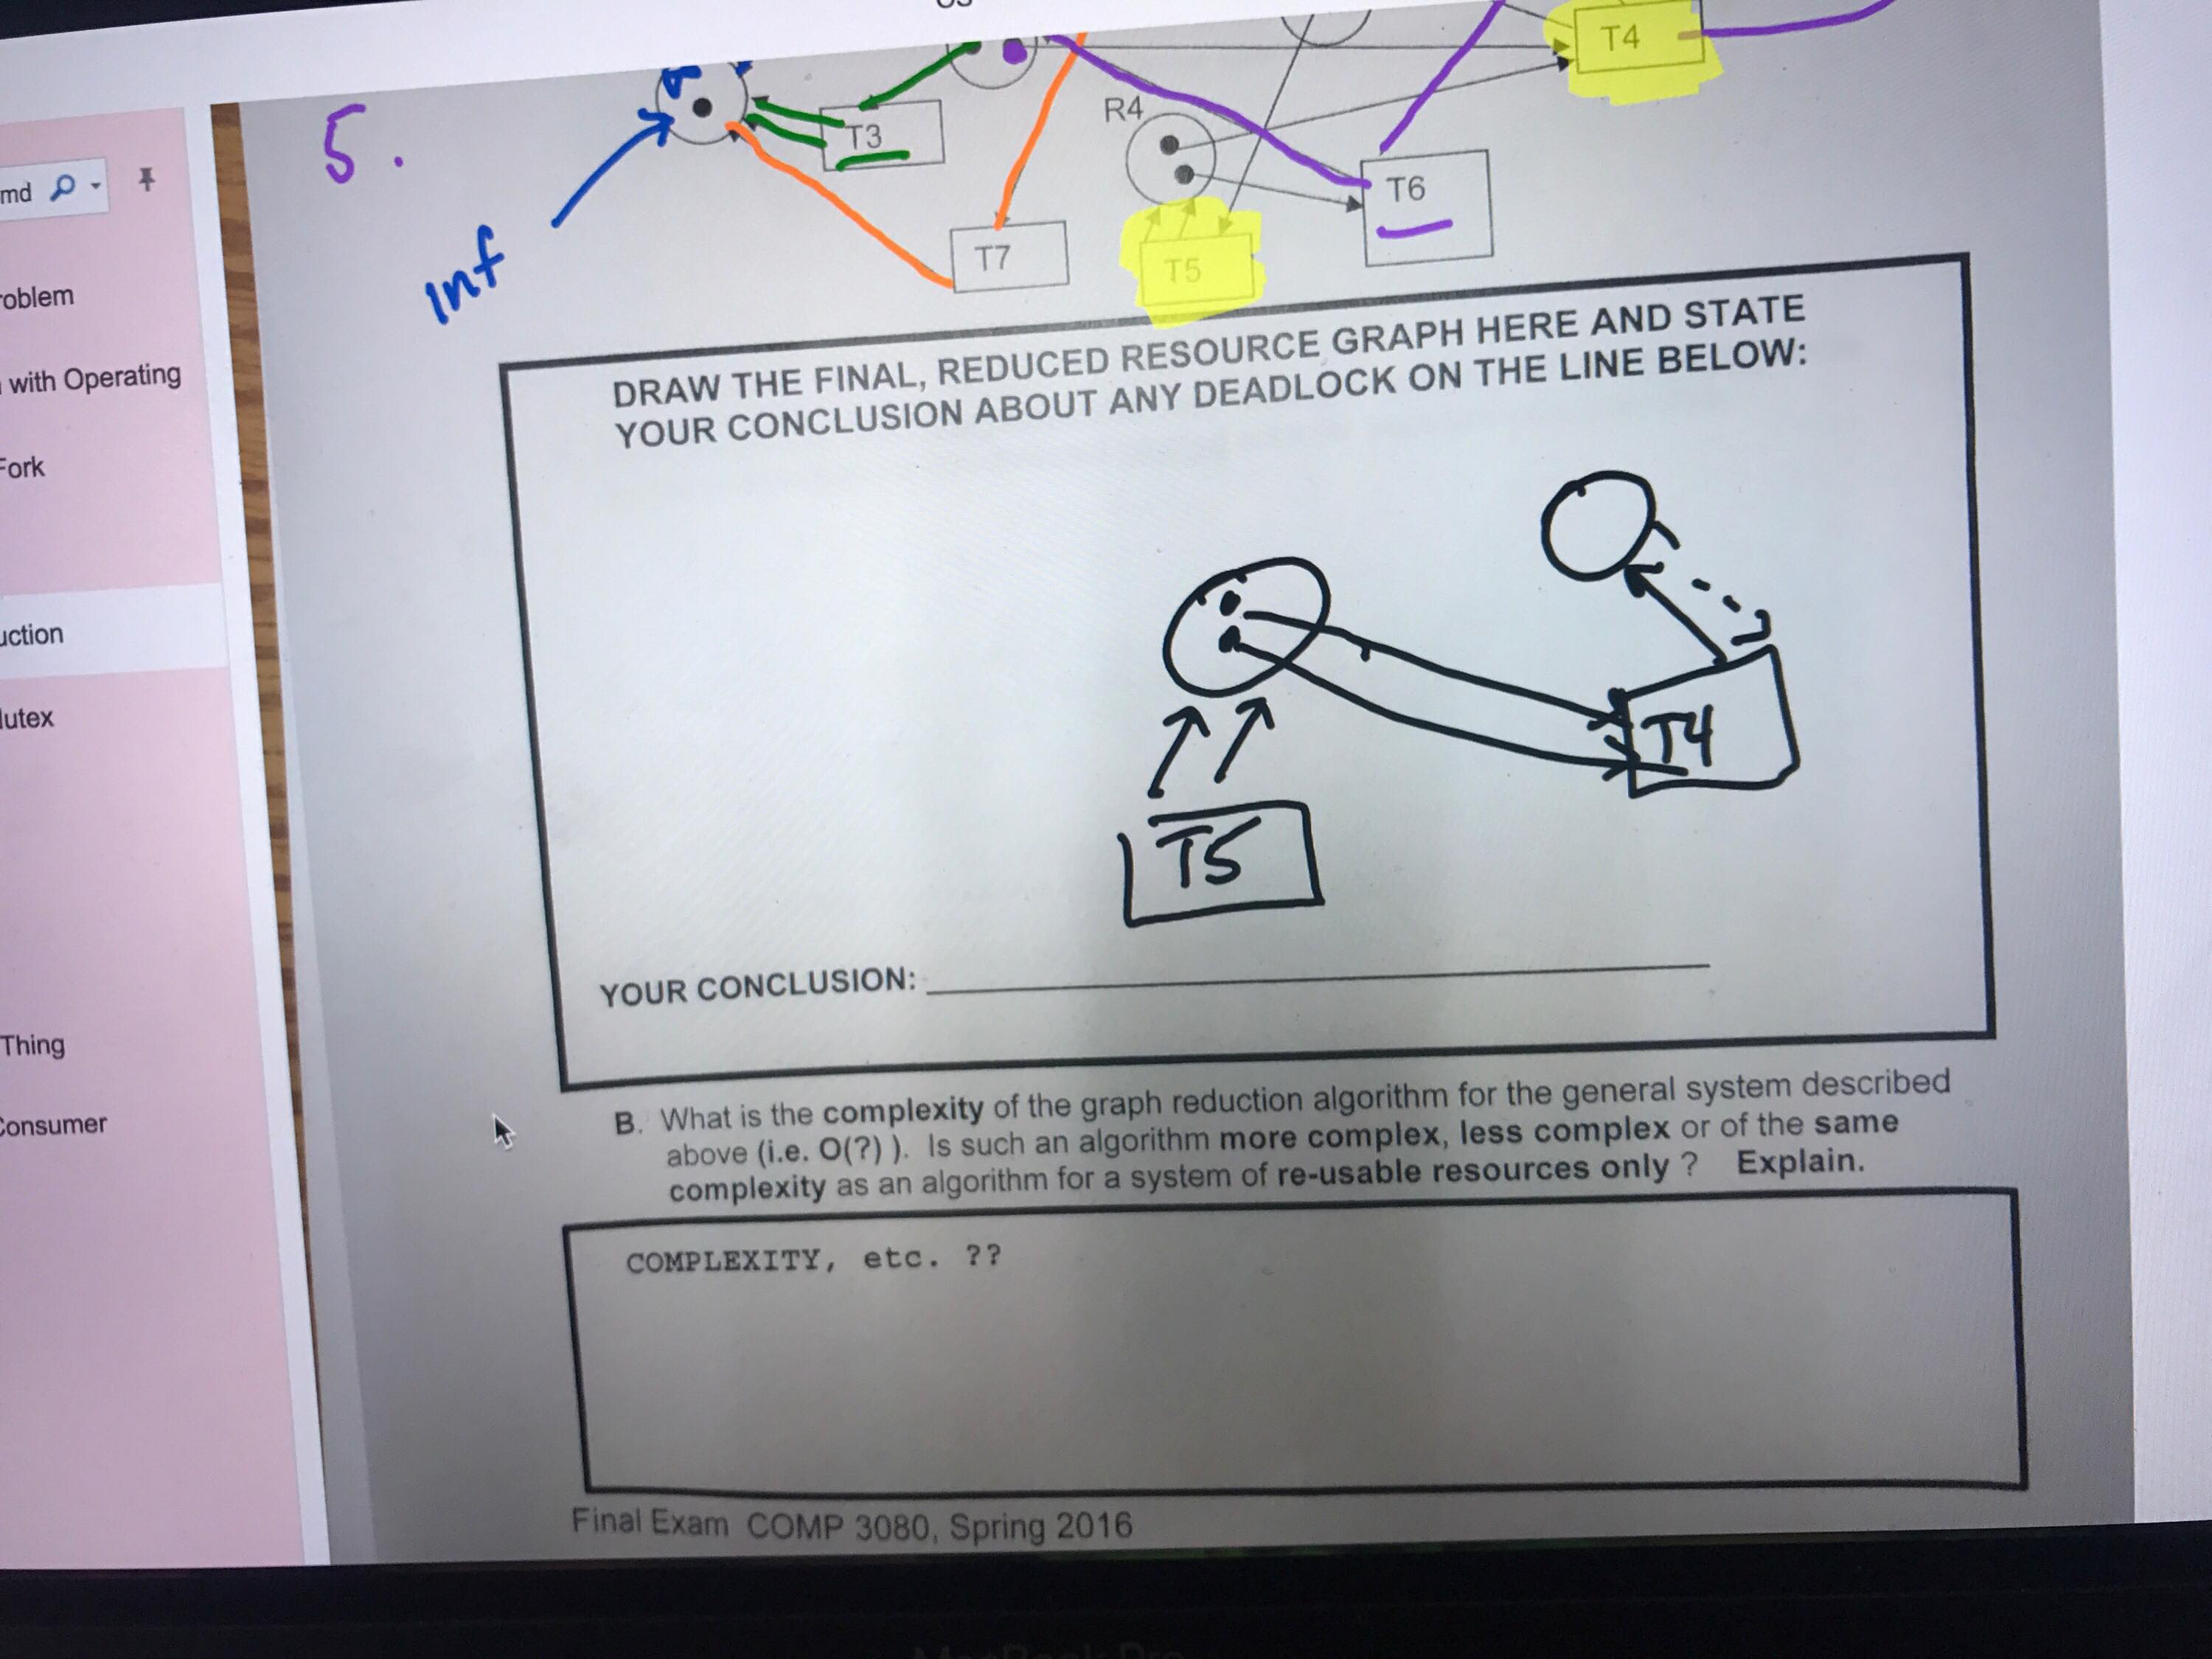 T4
R4
5.
T3
T6
md
Inf
T7
T5
roblem
with Operating
Fork
DRAW THE FINAL, REDUCED RESOURCE GRAPH HERE AND STATE
YOUR CONCLUSION ABOUT ANY DEADLOCK ON THE LINE BELOW:
uction
T4
T5
YOUR CONCLUSION:
Thing
Consumer
B. What is the complexity of the graph reduction algorithm for the general system described
above (i.e. O(?) ). Is such an algorithm more complex, less complex or of the same
complexity as an algorithm for a system of re-usable resources only ? Explain.
COMPLEXITY, etc. ??
Final Exam COMP 3080, Spring 2016